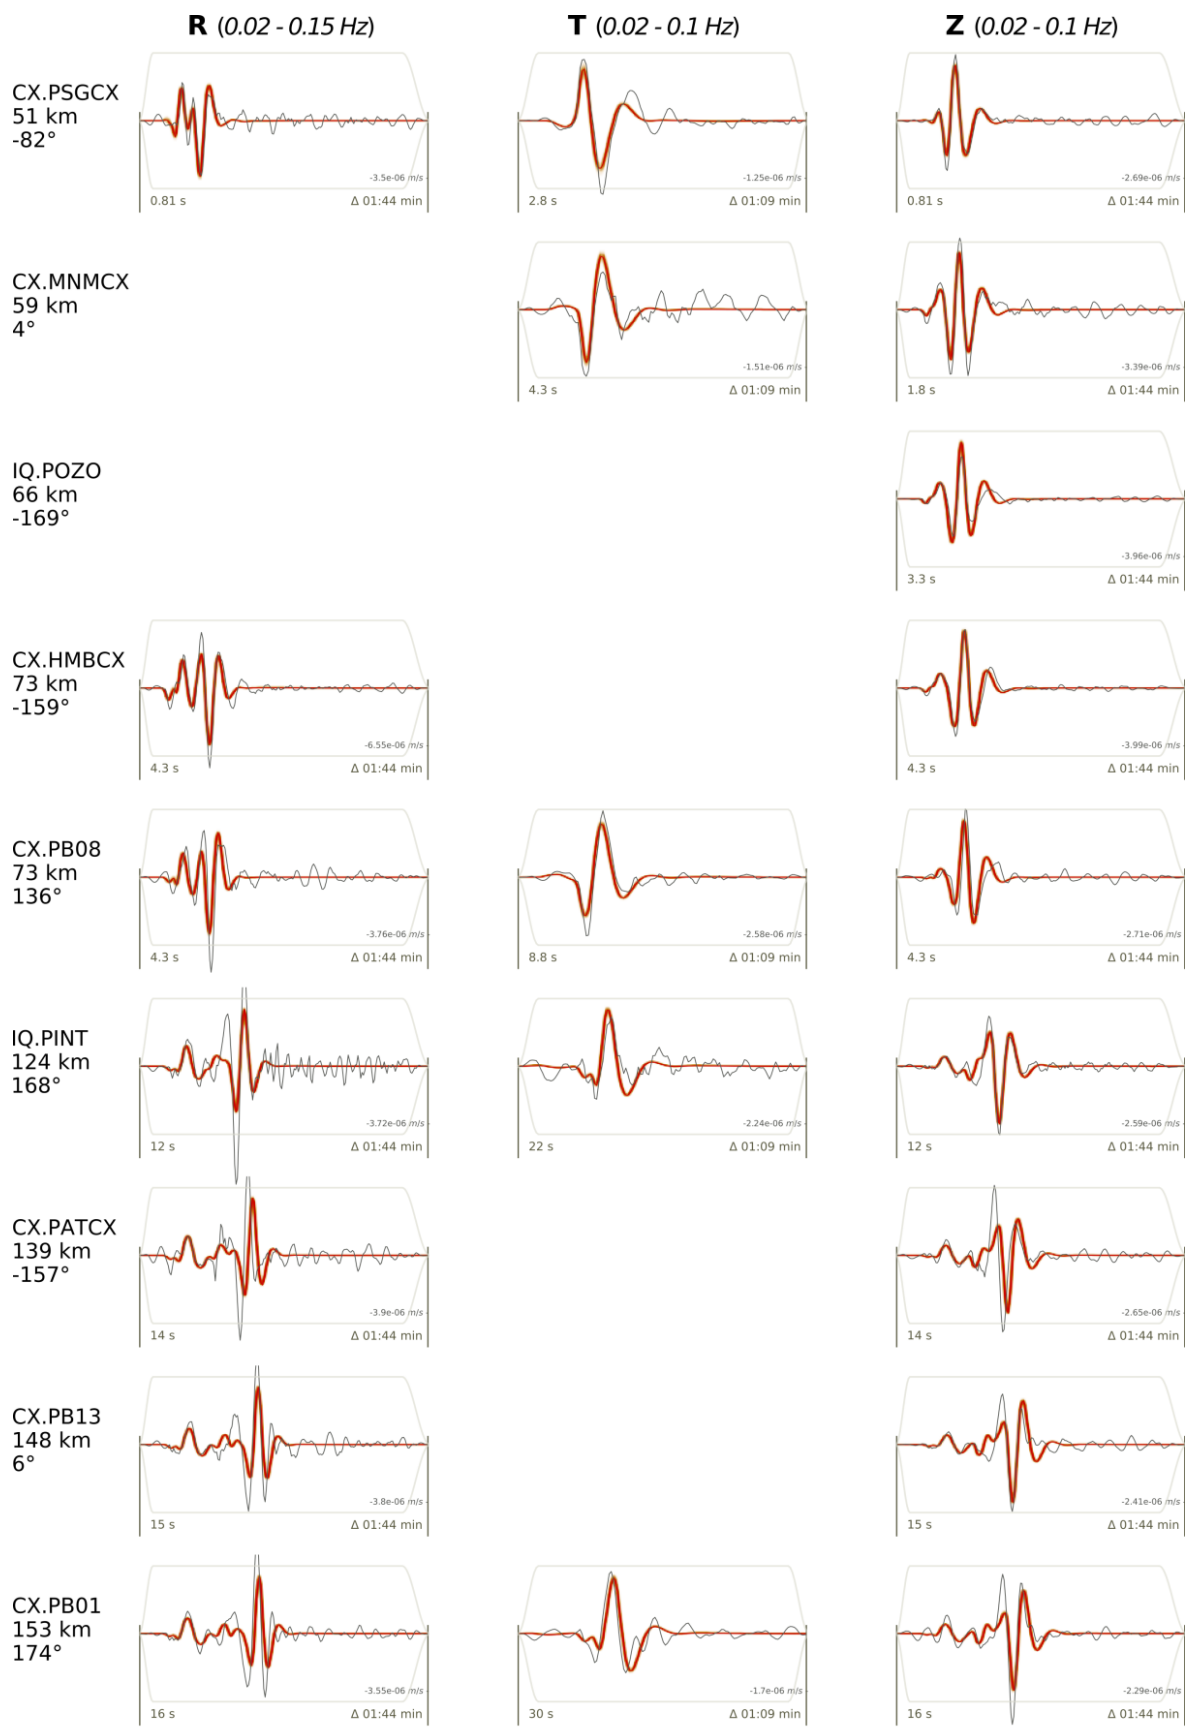 R (0.02 - 0.15 Hz) T (0.02 - 0.1 Hz) Z (0.02 - 0.1 Hz)
CX.PSGCX
51 km
-82°
-3.5e-06 m/s -1.25e-06 m/s -2.69e-06 m/s
0.81 s Δ 01:44 min 2.8 s Δ 01:09 min 0.81 s Δ 01:44 min
CX.MNMCX
59 km
4°
-1.51e-06 m/s -3.39e-06 m/s
4.3 s Δ 01:09 min 1.8 s Δ 01:44 min
IQ.POZO
66 km
-169°
-3.96e-06 m/s
3.3 s Δ 01:44 min
CX.HMBCX
73 km
-159°
-6.55e-06 m/s -3.99e-06 m/s
4.3 s Δ 01:44 min 4.3 s Δ 01:44 min
CX.PB08
73 km
136°
-3.76e-06 m/s -2.58e-06 m/s -2.71e-06 m/s
4.3 s Δ 01:44 min 8.8 s Δ 01:09 min 4.3 s Δ 01:44 min
IQ.PINT
124 km
168°
-3.72e-06 m/s -2.24e-06 m/s -2.59e-06 m/s
12 s Δ 01:44 min 22 s Δ 01:09 min 12 s Δ 01:44 min
CX.PATCX
139 km
-157°
-3.9e-06 m/s -2.65e-06 m/s
14 s Δ 01:44 min 14 s Δ 01:44 min
CX.PB13
148 km
6°
-3.8e-06 m/s -2.41e-06 m/s
15 s Δ 01:44 min 15 s Δ 01:44 min
CX.PB01
153 km
174°
-3.55e-06 m/s -1.7e-06 m/s -2.29e-06 m/s
16 s Δ 01:44 min 30 s Δ 01:09 min 16 s Δ 01:44 min